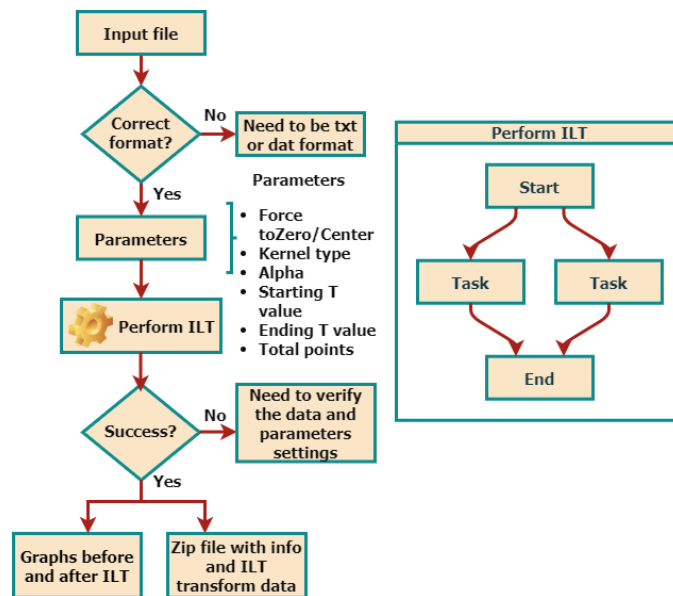 Input file
Correct
format?
No
Need to be txt
or dat format
Yes
Parameters
Parameters
• Force
toZero/Center
• Kernel type
• Alpha
• Starting T
value
• Ending T value
• Total points
Perform ILT
Success?
No
Need to verify
the data and
parameters
settings
Yes
Graphs before
and after ILT
Zip file with info
and ILT
transform data
Perform ILT
Start
Task
Task
End